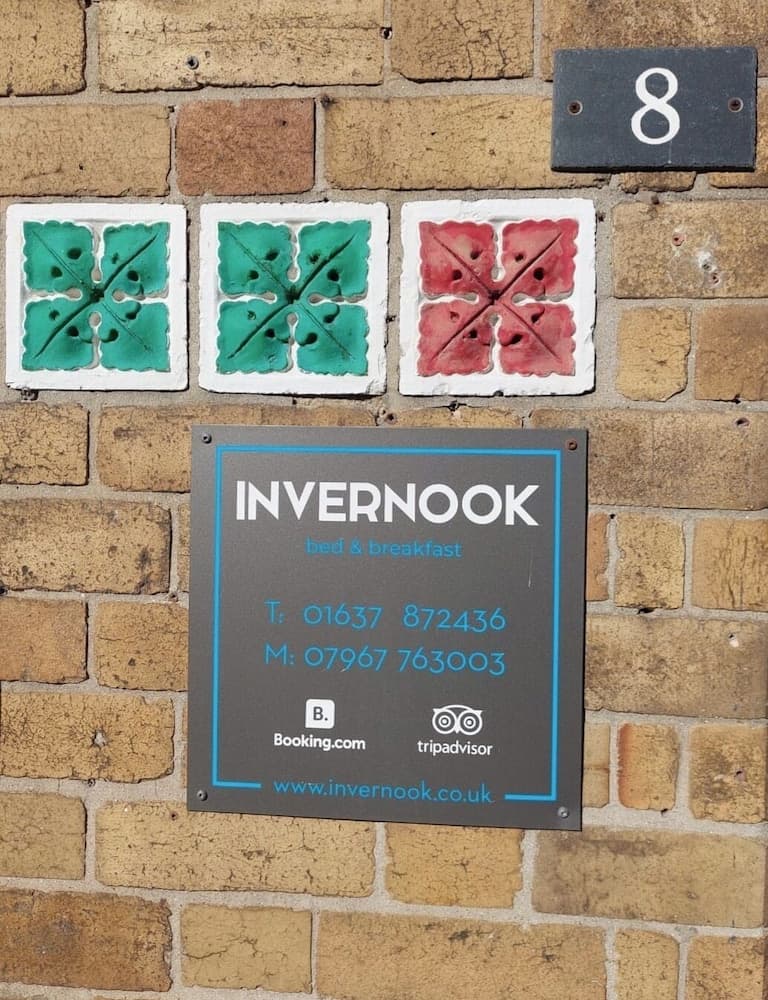 8
INVERNOOK
bed & breakfast
T: 01637 872436
M: 07967 763003
B.
Booking.com
tripadvisor
www.invernook.co.uk